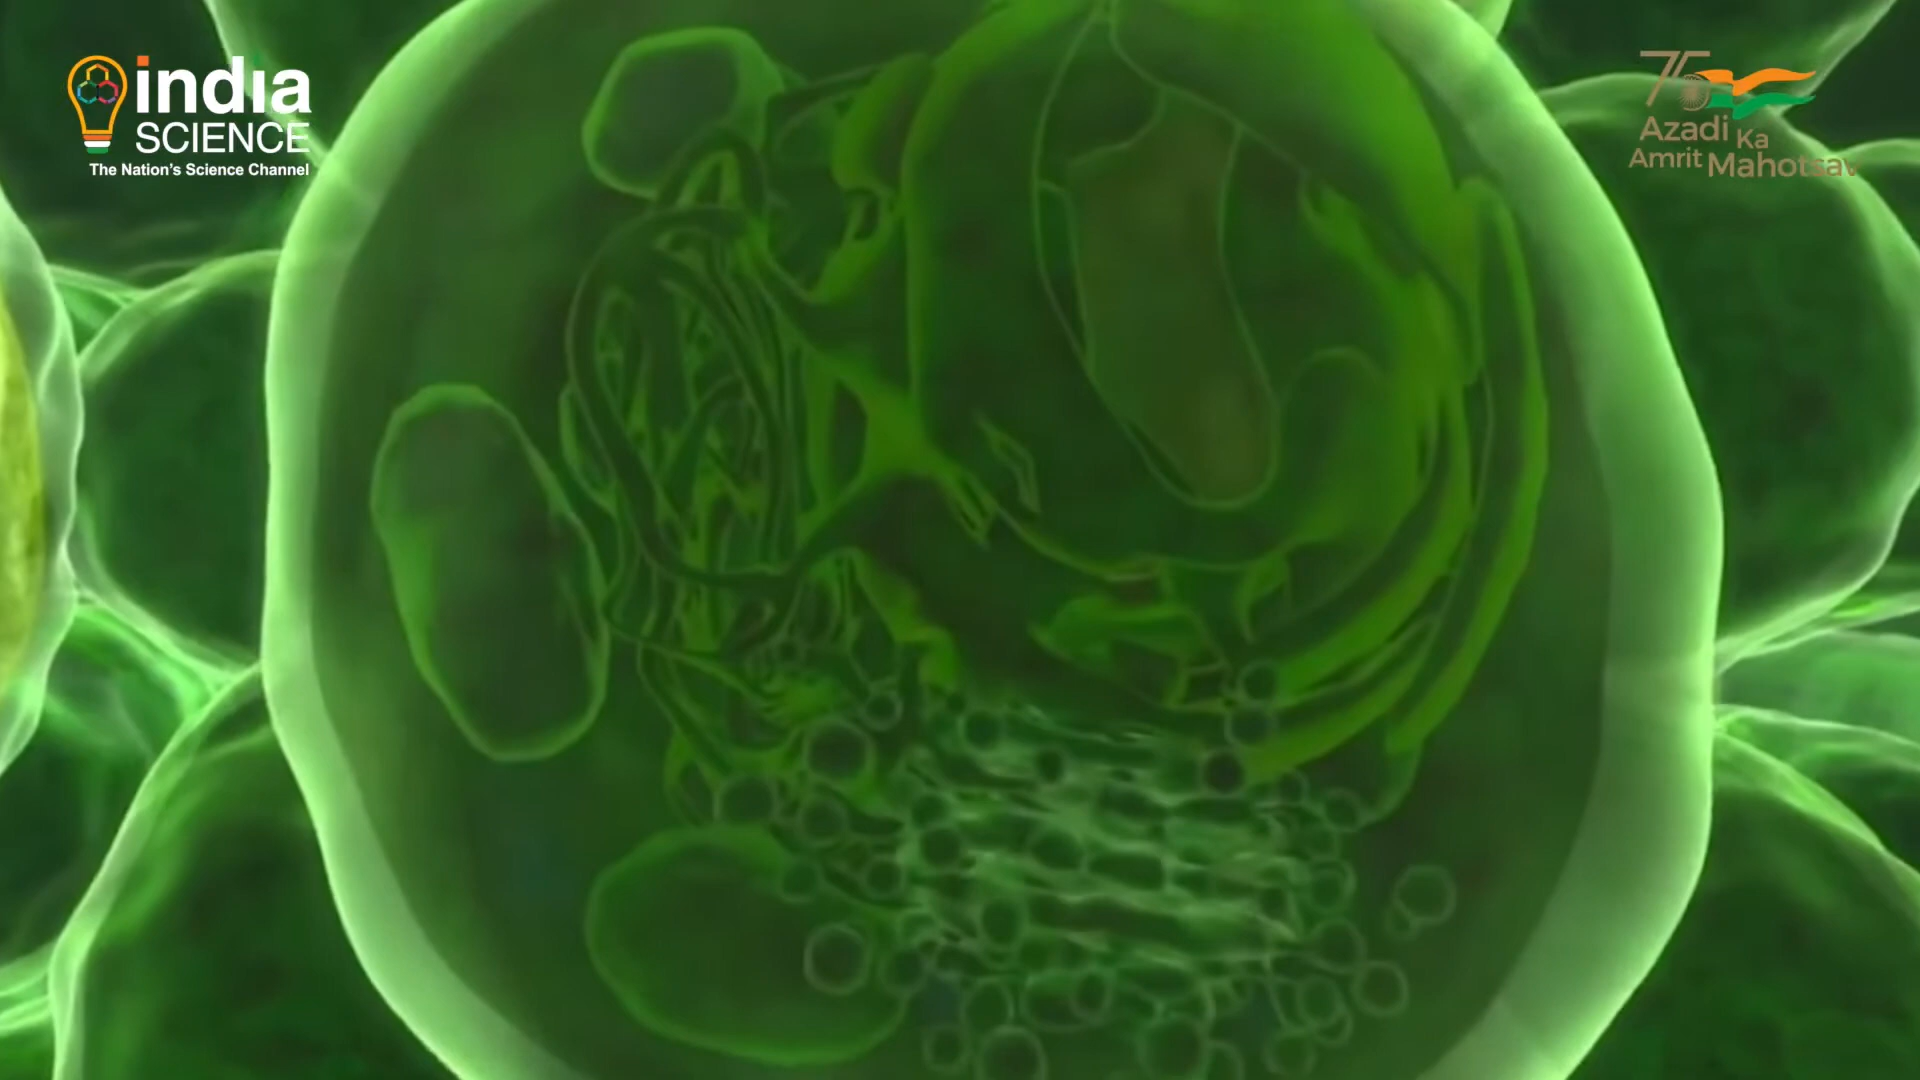 india
SCIENCE
The Nation's Science Channel
75
Azadi Ka
Amrit Mahotsav